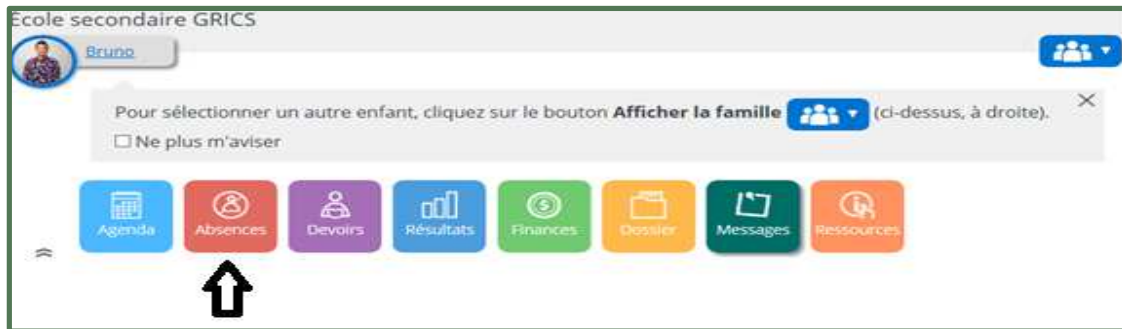 École secondaire GRICS
Bruno
Pour sélectionner un autre enfant, cliquez sur le bouton Afficher la famille (ci-dessus, à droite).
Ne plus m'aviser
Agenda Absences Devoirs Résultats Finances Dossier Messages Ressources